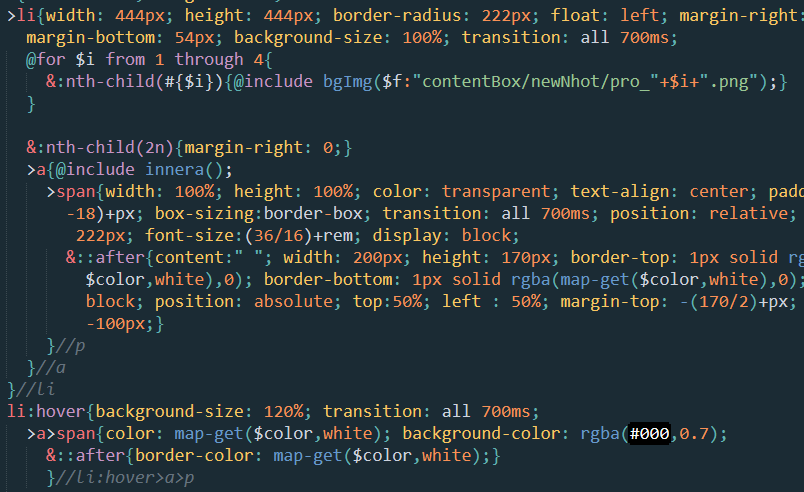 >li{width: 444px; height: 444px; border-radius: 222px; float: left; margin-right:
margin-bottom: 54px; background-size: 100%; transition: all 700ms;
@for $i from 1 through 4{
&:nth-child(#{$i}){@include bgImg($f:"contentBox/newNhot/pro_"+$i+".png");}
}
&:nth-child(2n){margin-right: 0;}
>a{@include innera();
>span{width: 100%; height: 100%; color: transparent; text-align: center; padd
-18)+px; box-sizing:border-box; transition: all 700ms; position: relative;
222px; font-size:(36/16)+rem; display: block;
&::after{content:" "; width: 200px; height: 170px; border-top: 1px solid rg
$color,white),0); border-bottom: 1px solid rgba(map-get($color,white),0);
block; position: absolute; top:50%; left : 50%; margin-top: -(170/2)+px;
-100px;}
}//p
}//a
}//li
li:hover{background-size: 120%; transition: all 700ms;
>a>span{color: map-get($color,white); background-color: rgba(#000,0.7);
&::after{border-color: map-get($color,white);}
}//li:hover>a>p